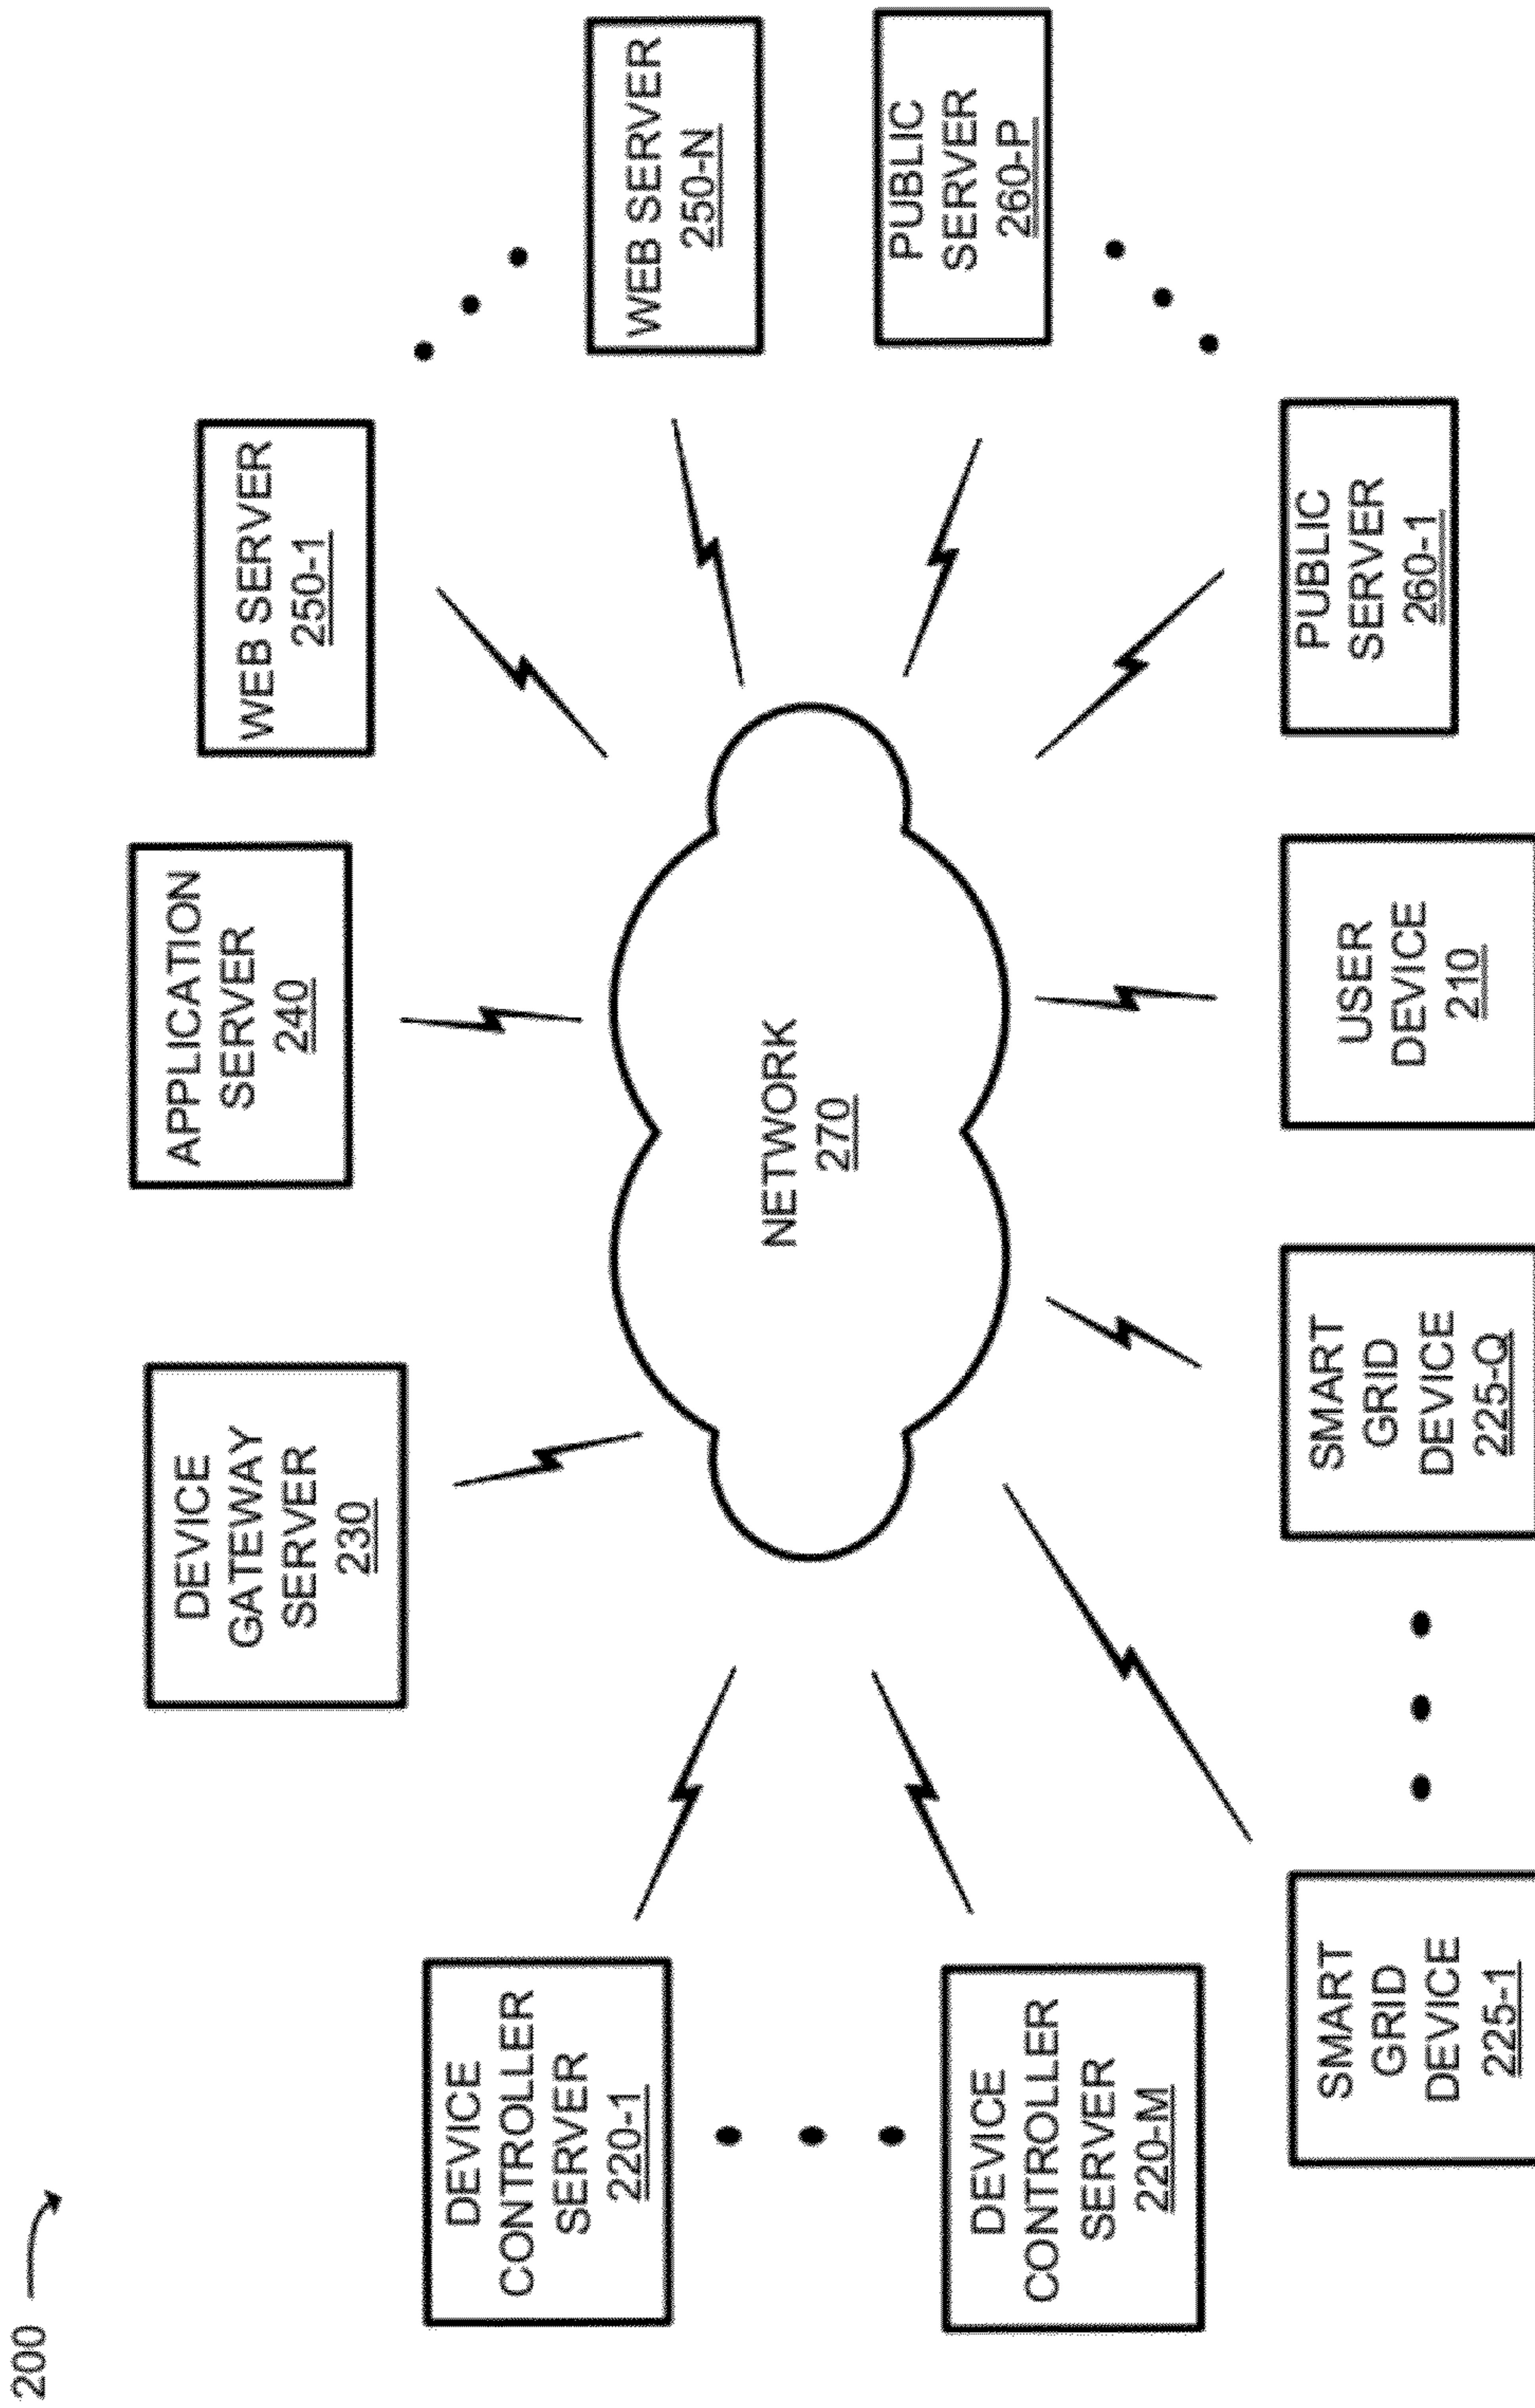 200
DEVICE
GATEWAY
SERVER
230
APPLICATION
SERVER
240
WEB SERVER
250-1
WEB SERVER
250-N
DEVICE
CONTROLLER
SERVER
220-1
NETWORK
270
PUBLIC
SERVER
260-P
DEVICE
CONTROLLER
SERVER
220-M
SMART
GRID
DEVICE
225-1
SMART
GRID
DEVICE
225-Q
USER
DEVICE
210
PUBLIC
SERVER
260-1